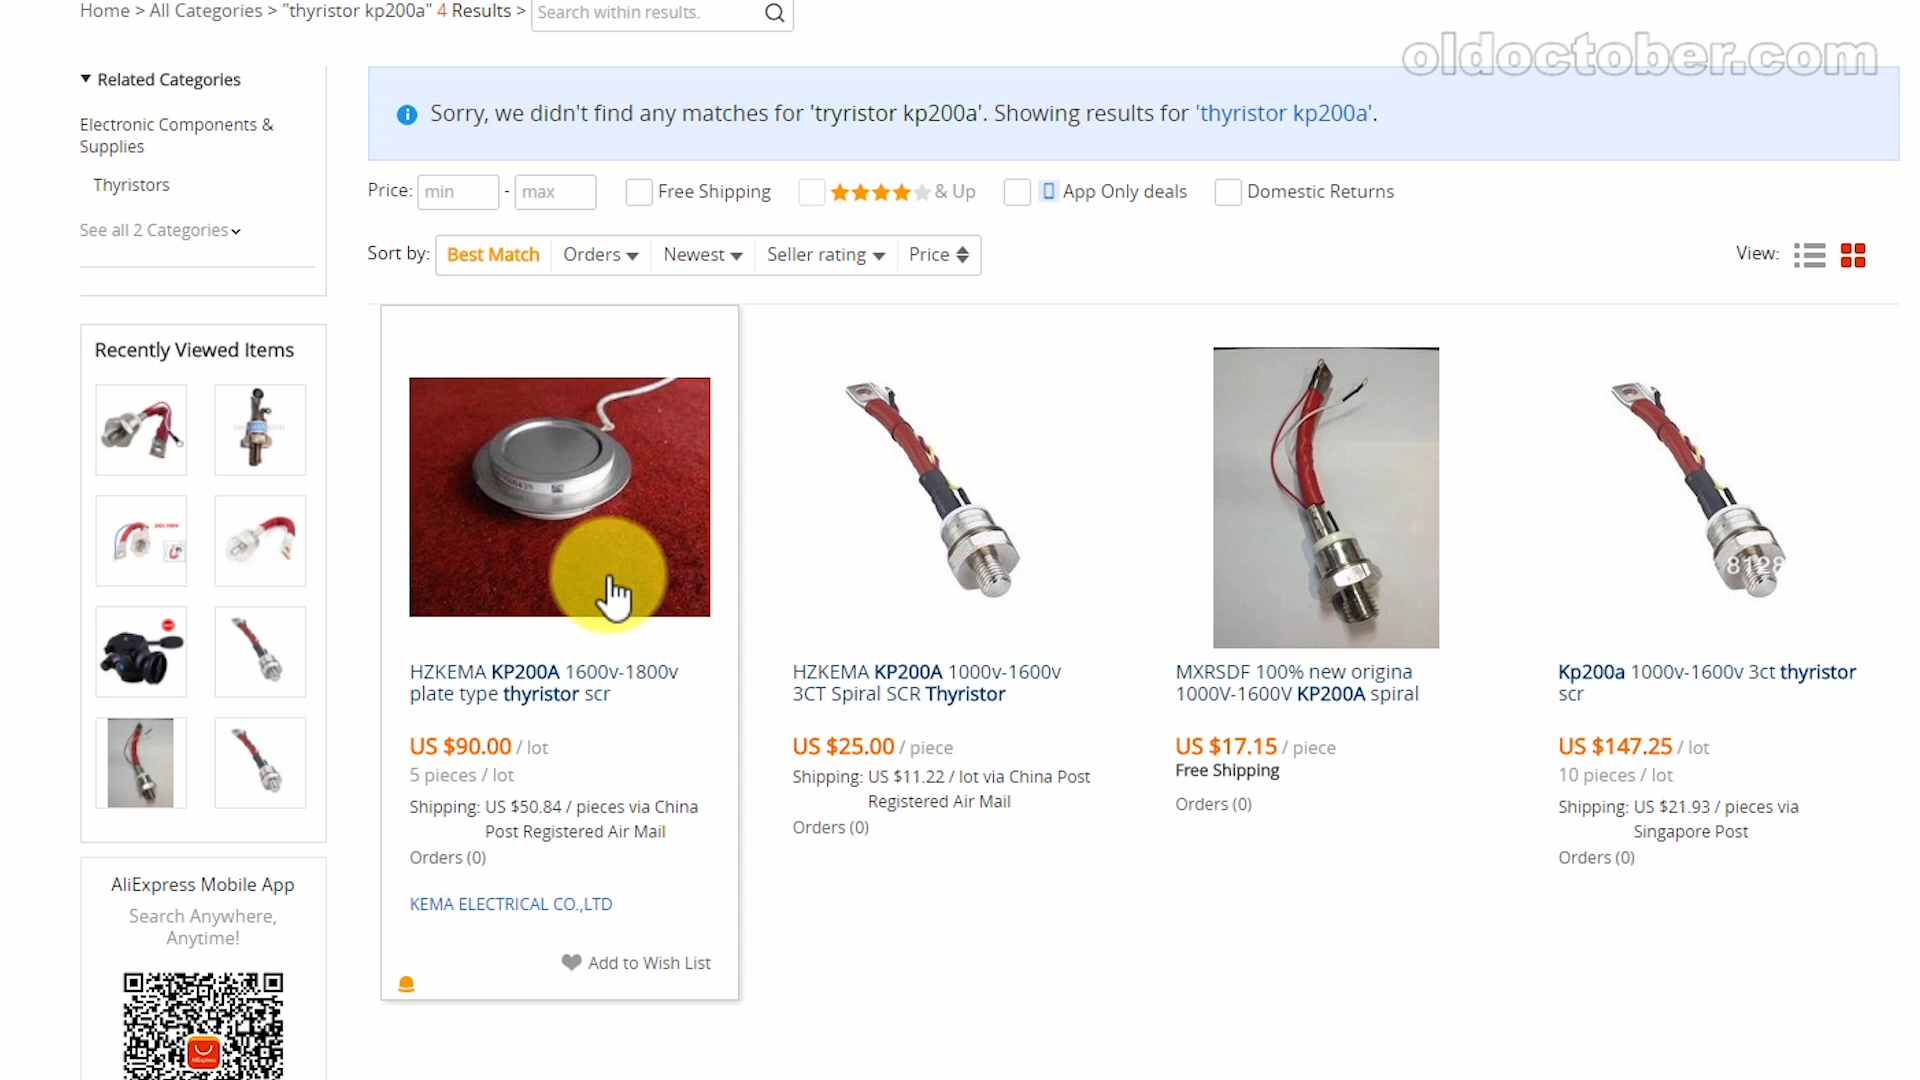 Home > All Categories > "thyristor kp200a" 4 Results > Search within results.
oldoctober.com
Related Categories
Electronic Components &
Supplies
Thyristors
See all 2 Categories
Sorry, we didn't find any matches for 'tryristor kp200a'. Showing results for 'thyristor kp200a'.
Price: min - max Free Shipping & Up App Only deals Domestic Returns
Sort by: Best Match Orders Newest Seller rating Price View:
Recently Viewed Items
8128
HZKEMA KP200A 1600v-1800v
plate type thyristor scr
US $90.00 / lot
5 pieces / lot
Shipping: US $50.84 / pieces via China
Post Registered Air Mail
Orders (0)
KEMA ELECTRICAL CO.,LTD
Add to Wish List
HZKEMA KP200A 1000v-1600v
3CT Spiral SCR Thyristor
US $25.00 / piece
Shipping: US $11.22 / lot via China Post
Registered Air Mail
Orders (0)
MXRSDF 100% new origina
1000V-1600V KP200A spiral
US $17.15 / piece
Free Shipping
Orders (0)
Kp200a 1000v-1600v 3ct thyristor
scr
US $147.25 / lot
10 pieces / lot
Shipping: US $21.93 / pieces via
Singapore Post
Orders (0)
AliExpress Mobile App
Search Anywhere,
Anytime!